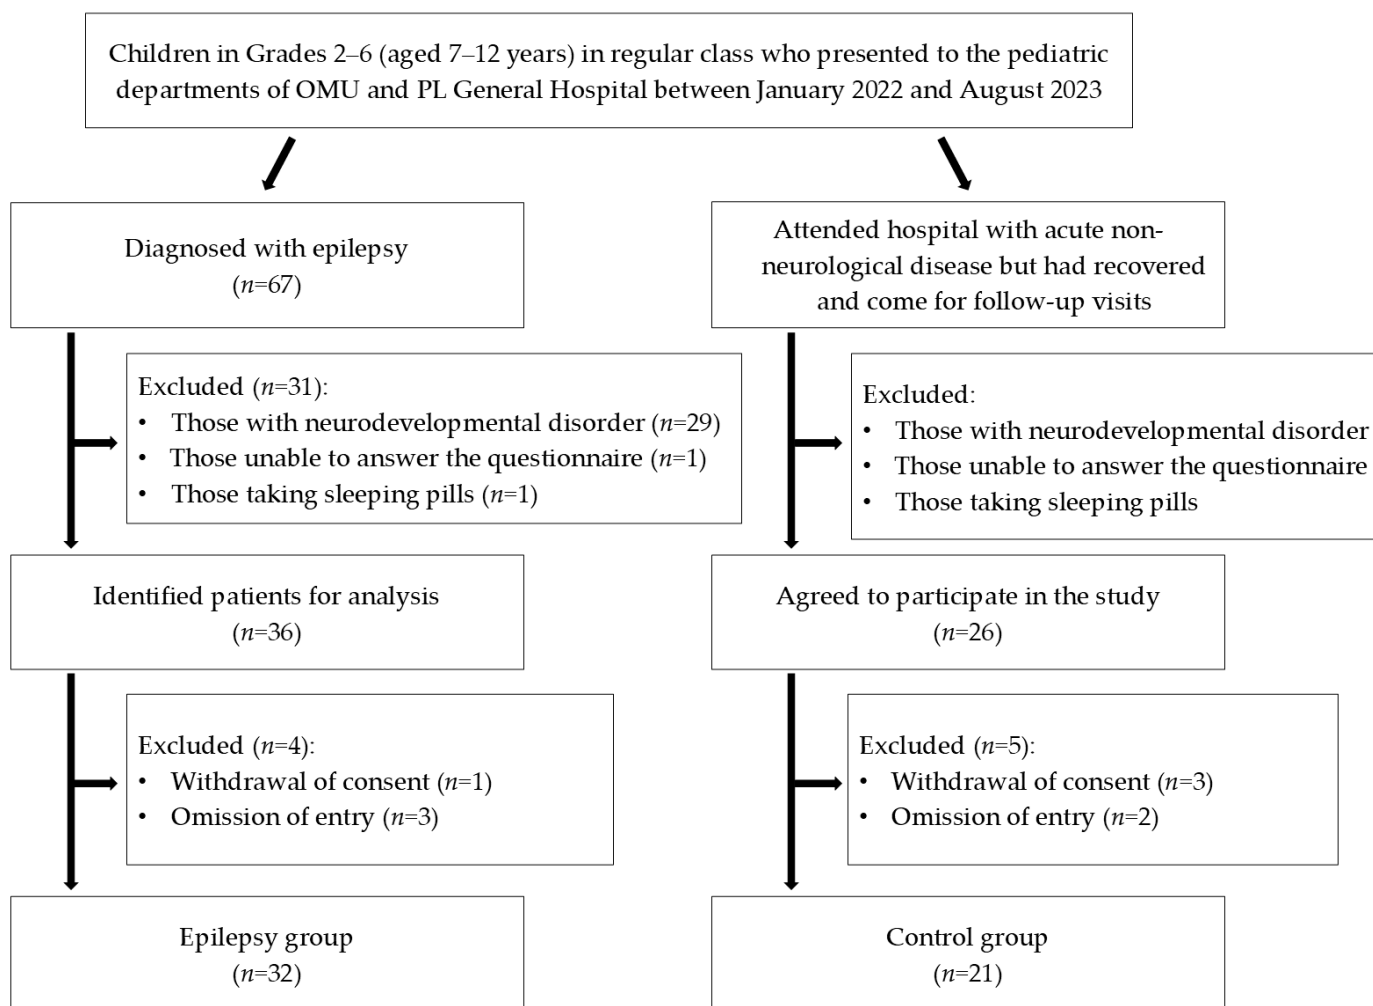 Children in Grades 2–6 (aged 7–12 years) in regular class who presented to the pediatric
departments of OMU and PL General Hospital between January 2022 and August 2023
Diagnosed with epilepsy
(n=67)
Attended hospital with acute non-
neurological disease but had recovered
and come for follow-up visits
Excluded (n=31):
• Those with neurodevelopmental disorder (n=29)
• Those unable to answer the questionnaire (n=1)
• Those taking sleeping pills (n=1)
Excluded:
• Those with neurodevelopmental disorder
• Those unable to answer the questionnaire
• Those taking sleeping pills
Identified patients for analysis
(n=36)
Agreed to participate in the study
(n=26)
Excluded (n=4):
• Withdrawal of consent (n=1)
• Omission of entry (n=3)
Excluded (n=5):
• Withdrawal of consent (n=3)
• Omission of entry (n=2)
Epilepsy group
(n=32)
Control group
(n=21)